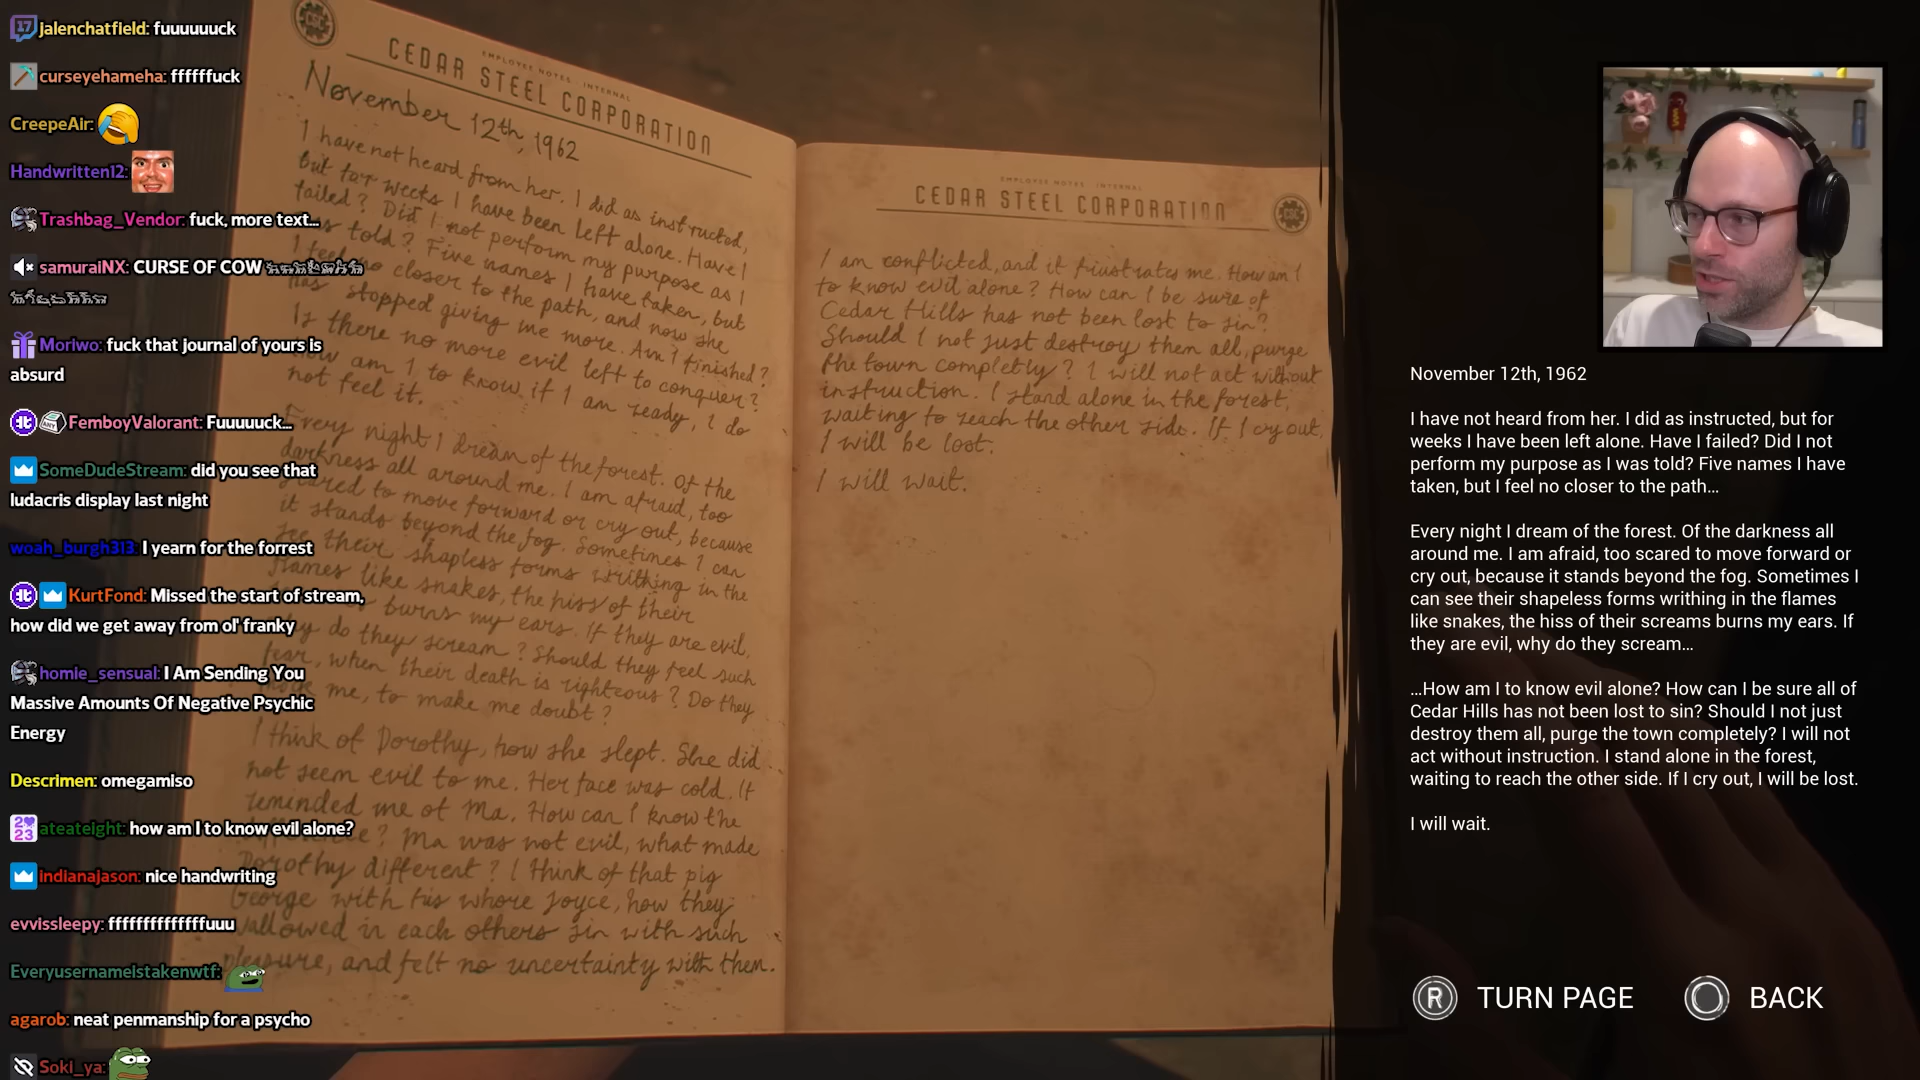 jalenchatfield: fuuuuuuck
curseyehameha: ffffffuck
CreepeAir:
Handwritten12:
Trashbag_Vendor: fuck, more text...
samuraiNX: CURSE OF COW
Moriwo: fuck that journal of yours is
absurd
FemboyValorant: Fuuuuuck...
SomeDudeStream: did you see that
ludacris display last night
woah_burgh313: I yearn for the forrest
KurtFond: Missed the start of stream,
how did we get away from ol' franky
homie_sensual: I Am Sending You
Massive Amounts Of Negative Psychic
Energy
Descrimen: omegamiso
ateateight: how am I to know evil alone?
indianajason: nice handwriting
evvissleepy: ffffffffffffffuuu
Everyusernameistakenwtf:
agarob: neat penmanship for a psycho
Soki_ya:
EMPLOYEE NOTES - INTERNAL
CEDAR STEEL CORPORATION
November 12th, 1962
I have not heard from her. I did as instructed,
but for weeks I have been left alone. Have I
failed? Did I not perform my purpose as I
told? Five names I have taken, but
I feel no closer to the path, and now she
has stopped giving me more. Am I finished?
Is there no more evil left to conquer?
How am I to know if I am ready, I do
not feel it.
Every night I dream of the forest. Of the
darkness all around me. I am afraid, too
scared to move forward or cry out, because
it stands beyond the fog. Sometimes I can
see their shapless forms writhing in the
flames like snakes, the hiss of their
burns my ears. If they are evil,
why do they scream? Should they feel such
fear, when their death is righteous? Do they
me, to make me doubt?
I think of Dorothy, how she slept. She did
not seem evil to me. Her face was cold. It
reminded me of Ma. How can I know the
difference? Ma was not evil, what made
Dorothy different? I think of that pig
George with his whore Joyce, how they
wallowed in each others sin with such
pleasure, and felt no uncertainty with them.
EMPLOYEE NOTES - INTERNAL
CEDAR STEEL CORPORATION
CSC
I am conflicted, and it frustrates me. How am I
to know evil alone? How can I be sure of
Cedar Hills has not been lost to sin?
Should I not just destroy them all, purge
the town completly? I will not act without
instruction. I stand alone in the forest,
waiting to reach the other side. If I cry out,
I will be lost.
I will wait.
November 12th, 1962
I have not heard from her. I did as instructed, but for
weeks I have been left alone. Have I failed? Did I not
perform my purpose as I was told? Five names I have
taken, but I feel no closer to the path...
Every night I dream of the forest. Of the darkness all
around me. I am afraid, too scared to move forward or
cry out, because it stands beyond the fog. Sometimes I
can see their shapeless forms writhing in the flames
like snakes, the hiss of their screams burns my ears. If
they are evil, why do they scream...
...How am I to know evil alone? How can I be sure all of
Cedar Hills has not been lost to sin? Should I not just
destroy them all, purge the town completely? I will not
act without instruction. I stand alone in the forest,
waiting to reach the other side. If I cry out, I will be lost.
I will wait.
R TURN PAGE
BACK